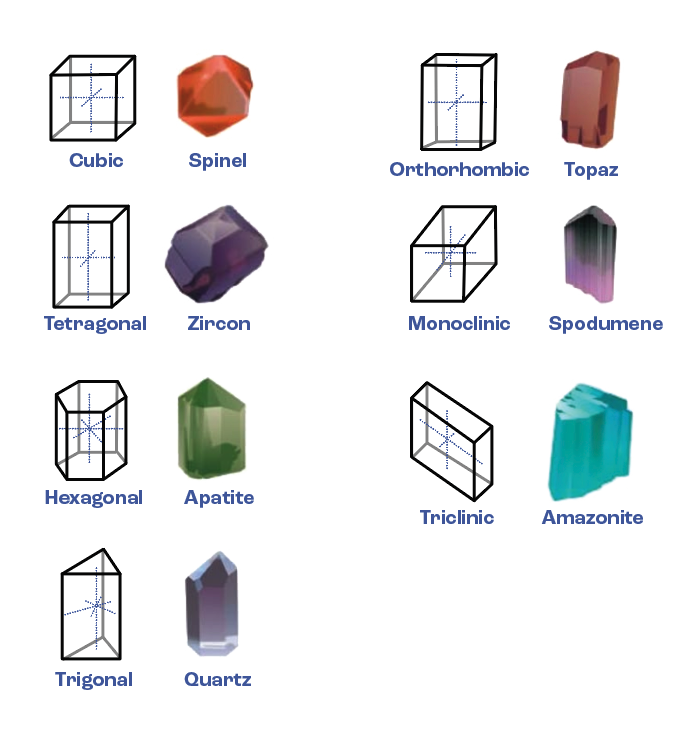 Cubic
Spinel
Orthorhombic
Topaz
Tetragonal
Zircon
Monoclinic
Spodumene
Hexagonal
Apatite
Triclinic
Amazonite
Trigonal
Quartz